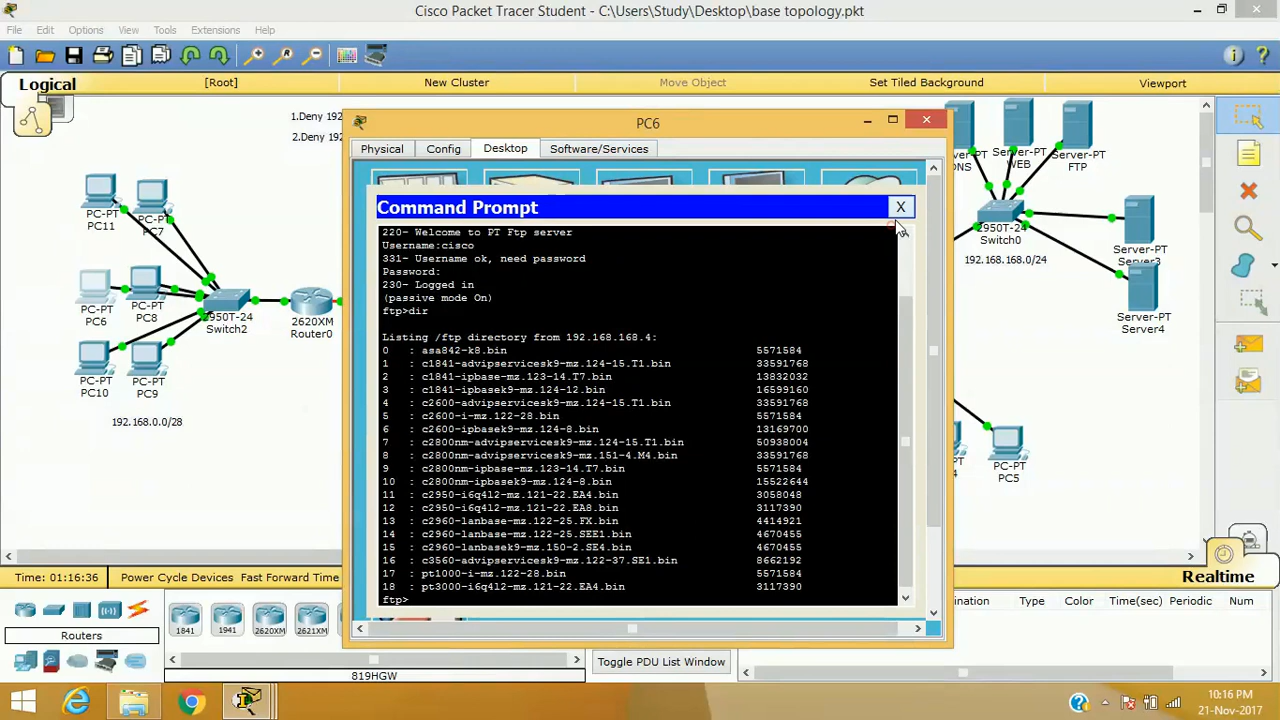 Cisco Packet Tracer Student - C:\Users\Study\Desktop\base topology.pkt
File Edit Options View Tools Extensions Help
Logical
[Root]
New Cluster
Move Object
Set Tiled Background
Viewport
1.Deny 192
2.Deny 192
PC-PT
PC11
PC-PT
PC7
PC-PT
PC6
PC-PT
PC8
PC-PT
PC10
PC-PT
PC9
2950T-24
Switch2
2620XM
Router0
192.168.0.0/28
PC6
Physical Config Desktop Software/Services
Command Prompt
X
220- Welcome to PT Ftp server
Username:cisco
331- Username ok, need password
Password:
230- Logged in
(passive mode On)
ftp>dir
Listing /ftp directory from 192.168.168.4:
0 : asa842-k8.bin 5571584
1 : c1841-advipservicesk9-mz.124-15.T1.bin 33591768
2 : c1841-ipbase-mz.123-14.T7.bin 13832032
3 : c1841-ipbasek9-mz.124-12.bin 16599160
4 : c2600-advipservicesk9-mz.124-15.T1.bin 33591768
5 : c2600-i-mz.122-28.bin 5571584
6 : c2600-ipbasek9-mz.124-8.bin 13169700
7 : c2800nm-advipservicesk9-mz.124-15.T1.bin 50938004
8 : c2800nm-advipservicesk9-mz.151-4.M4.bin 33591768
9 : c2800nm-ipbase-mz.123-14.T7.bin 5571584
10 : c2800nm-ipbasek9-mz.124-8.bin 15522644
11 : c2950-i6q4l2-mz.121-22.EA4.bin 3058048
12 : c2950-i6q4l2-mz.121-22.EA8.bin 3117390
13 : c2960-lanbase-mz.122-25.FX.bin 4414921
14 : c2960-lanbase-mz.122-25.SEE1.bin 4670455
15 : c2960-lanbasek9-mz.150-2.SE4.bin 4670455
16 : c3560-advipservicesk9-mz.122-37.SE1.bin 8662192
17 : pt1000-i-mz.122-28.bin 5571584
18 : pt3000-i6q4l2-mz.121-22.EA4.bin 3117390
ftp>
Server-PT
WEB
Server-PT
FTP
2950T-24
Switch0
192.168.168.0/24
Server-PT
Server3
Server-PT
Server4
PC-PT
PC5
Time: 01:16:36 Power Cycle Devices Fast Forward Time
Realtime
Routers
1841
1941
2620XM
2621XM
819HGW
Toggle PDU List Window
Type Color Time(sec) Periodic Num
10:16 PM
21-Nov-2017